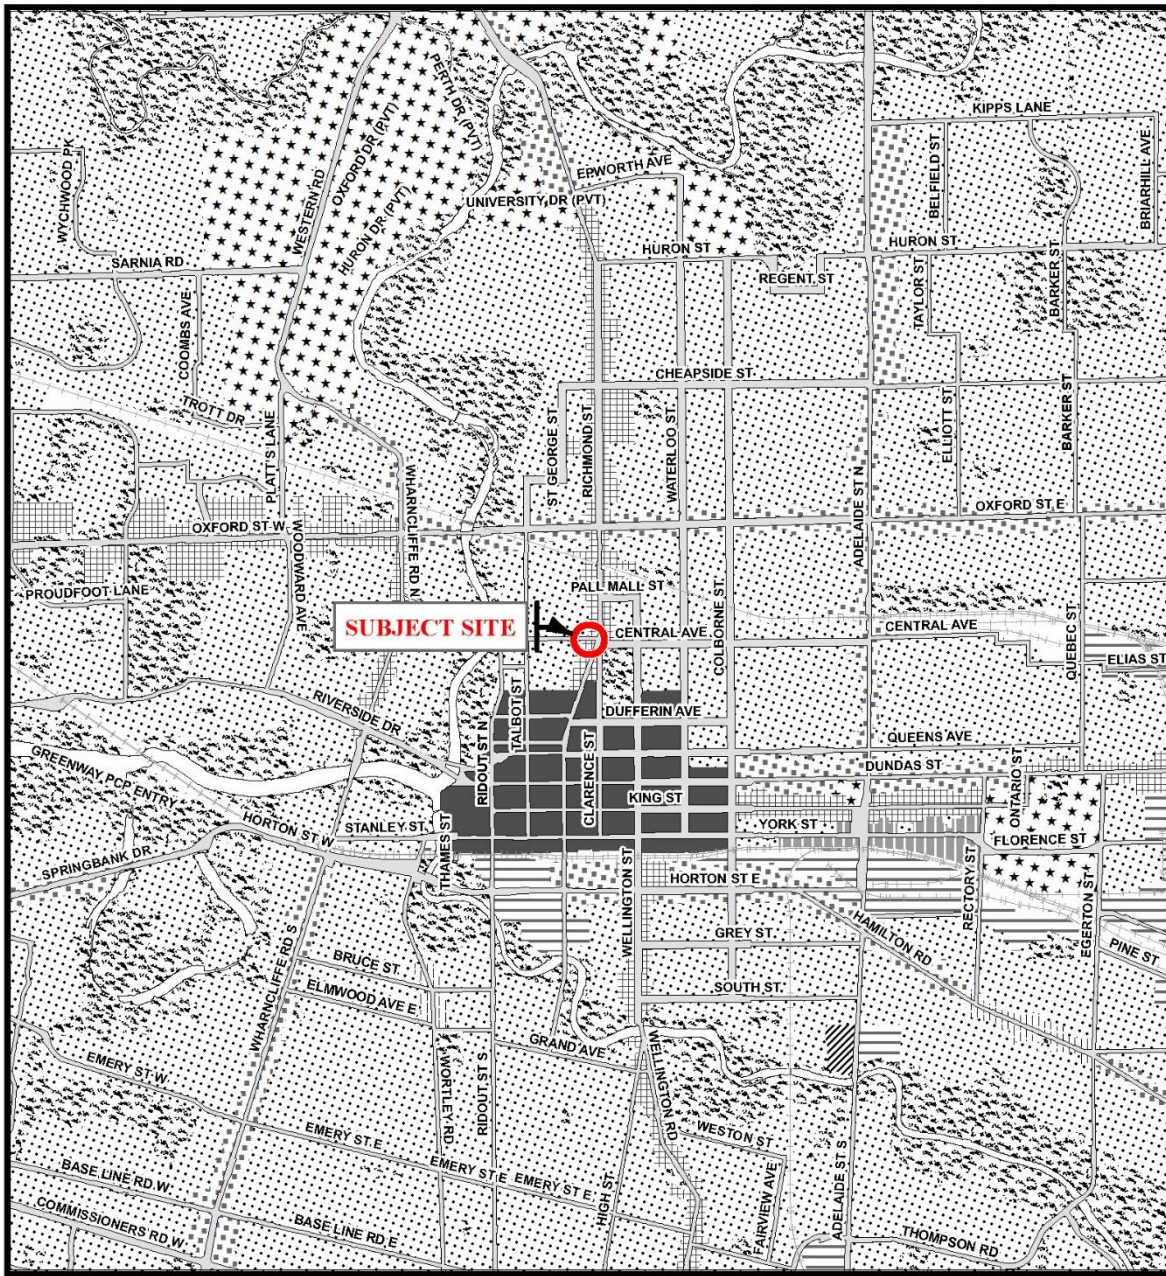 KIPPS LANE
PERTH DR (PVT)
WYCHWOOD PK
OXFORD DR (PVT)
EPWORTH AVE
BELFIELD ST
BRIARHILL AVE
WESTERN RD
UNIVERSITY DR (PVT)
HURON DR (PVT)
HURON ST
HURON ST
SARNIA RD
REGENT ST
TAYLOR ST
BARKER ST
COOMBS AVE
CHEAPSIDE ST
TROTT DR
PLATT'S LANE
ST GEORGE ST
RICHMOND ST
WATERLOO ST
ELLIOTT ST
BARKER ST
WHARNCLIFFE RD N
ADELAIDE ST N
OXFORD ST W
OXFORD ST E
WOODWARD AVE
PROUDFOOT LANE
PALL MALL ST
COLBORNE ST
SUBJECT SITE
CENTRAL AVE
CENTRAL AVE
QUEBEC ST
ELIAS ST
RIVERSIDE DR
TALBOT ST
DUFFERIN AVE
RIDOUT ST N
CLARENCE ST
QUEENS AVE
GREENWAY PCP ENTRY
DUNDAS ST
ONTARIO ST
KING ST
HORTON ST W
STANLEY ST
YORK ST
THAMES ST
FLORENCE ST
SPRINGBANK DR
WELLINGTON ST
HORTON ST E
RECTORY ST
EGERTON ST
HAMILTON RD
WHARNCLIFFE RD S
GREY ST
PINE ST
BRUCE ST
ELMWOOD AVE E
SOUTH ST
GRAND AVE
WELLINGTON RD
EMERY ST W
WORTLEY RD
RIDOUT ST S
EMERY ST E
WESTON ST
EMERY ST E
EMERY ST E
BASE LINE RD W
HIGH ST
FAIRVIEW AVE
ADELAIDE ST S
COMMISSIONERS RD W
BASE LINE RD E
THOMPSON RD